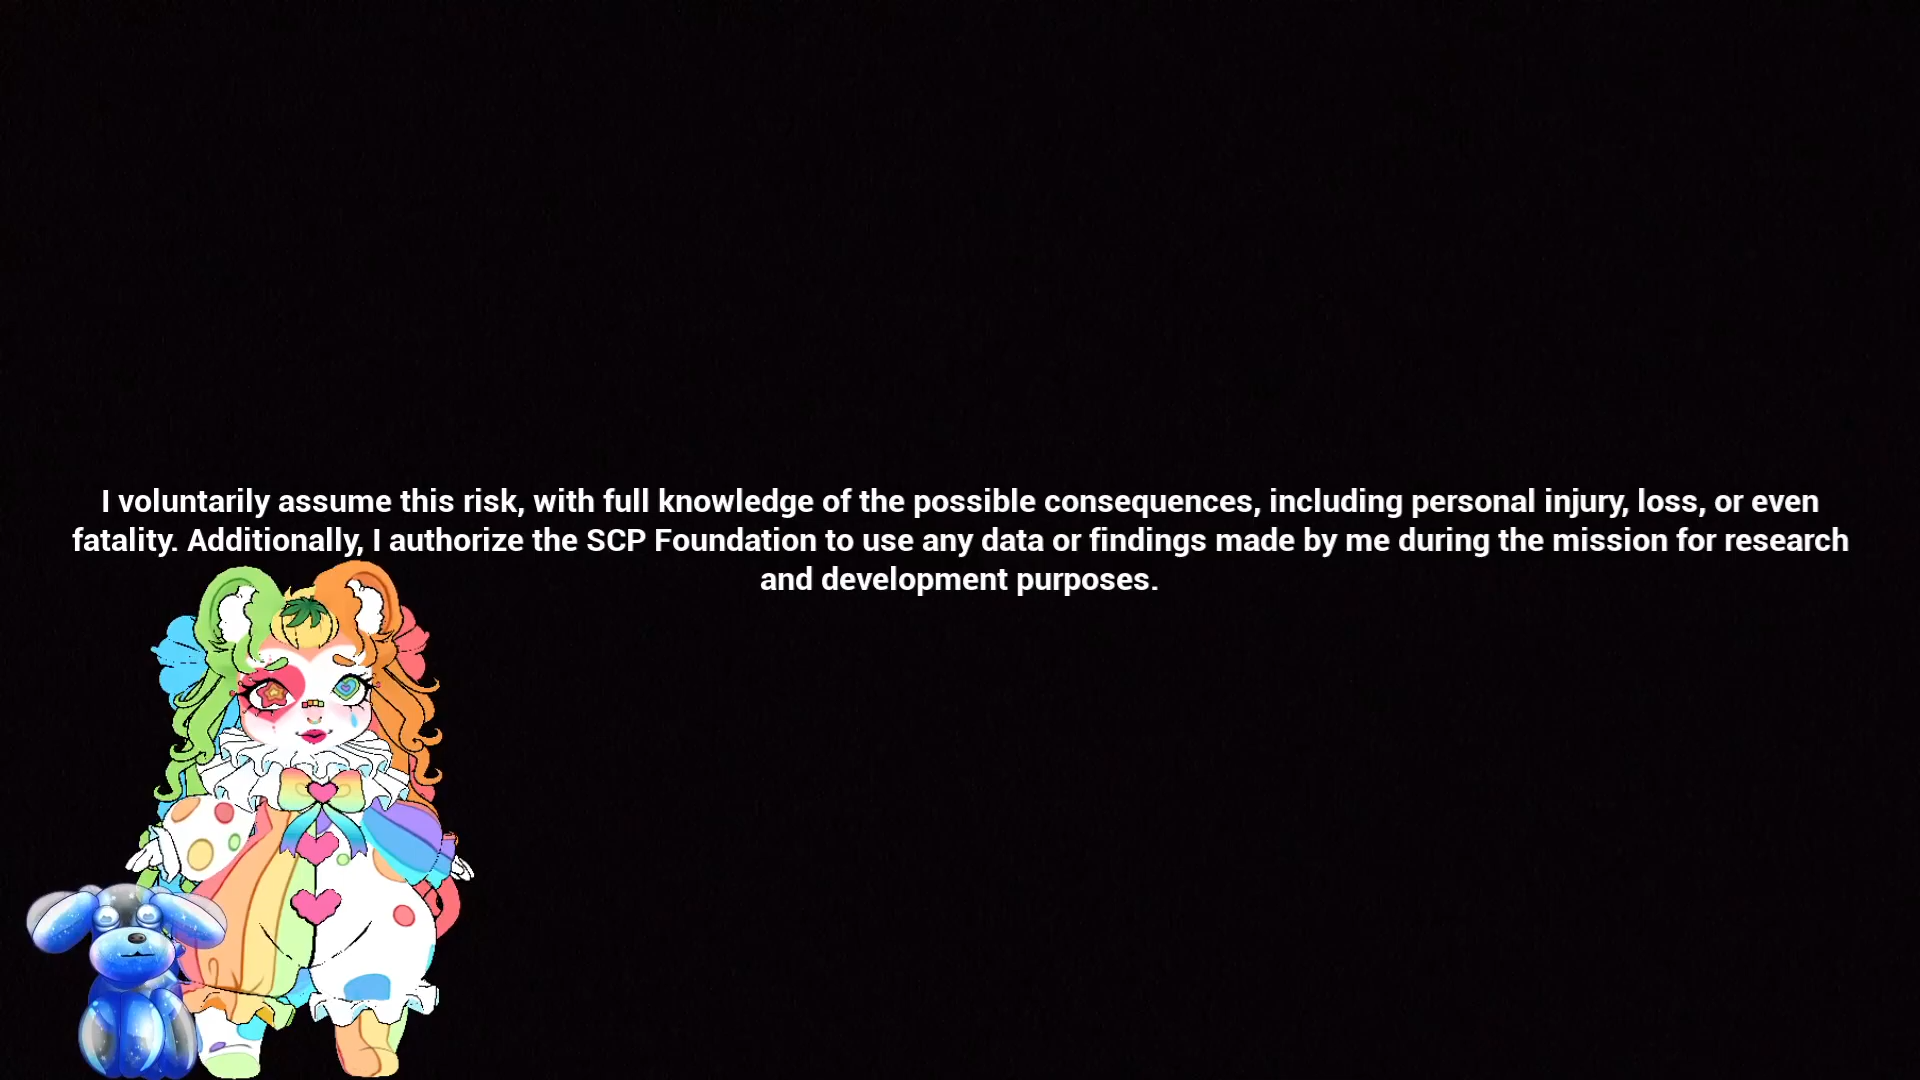 I voluntarily assume this risk, with full knowledge of the possible consequences, including personal injury, loss, or even
fatality. Additionally, I authorize the SCP Foundation to use any data or findings made by me during the mission for research
and development purposes.